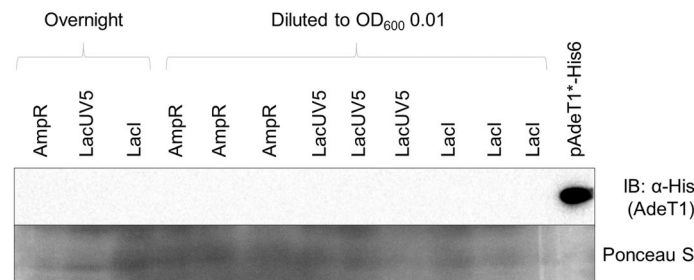 Overnight
Diluted to OD600 0.01
AmpR
LacUV5
LacI
AmpR
AmpR
AmpR
LacUV5
LacUV5
LacUV5
LacI
LacI
LacI
pAdeT1*-His6
IB: α-His
(AdeT1)
Ponceau S